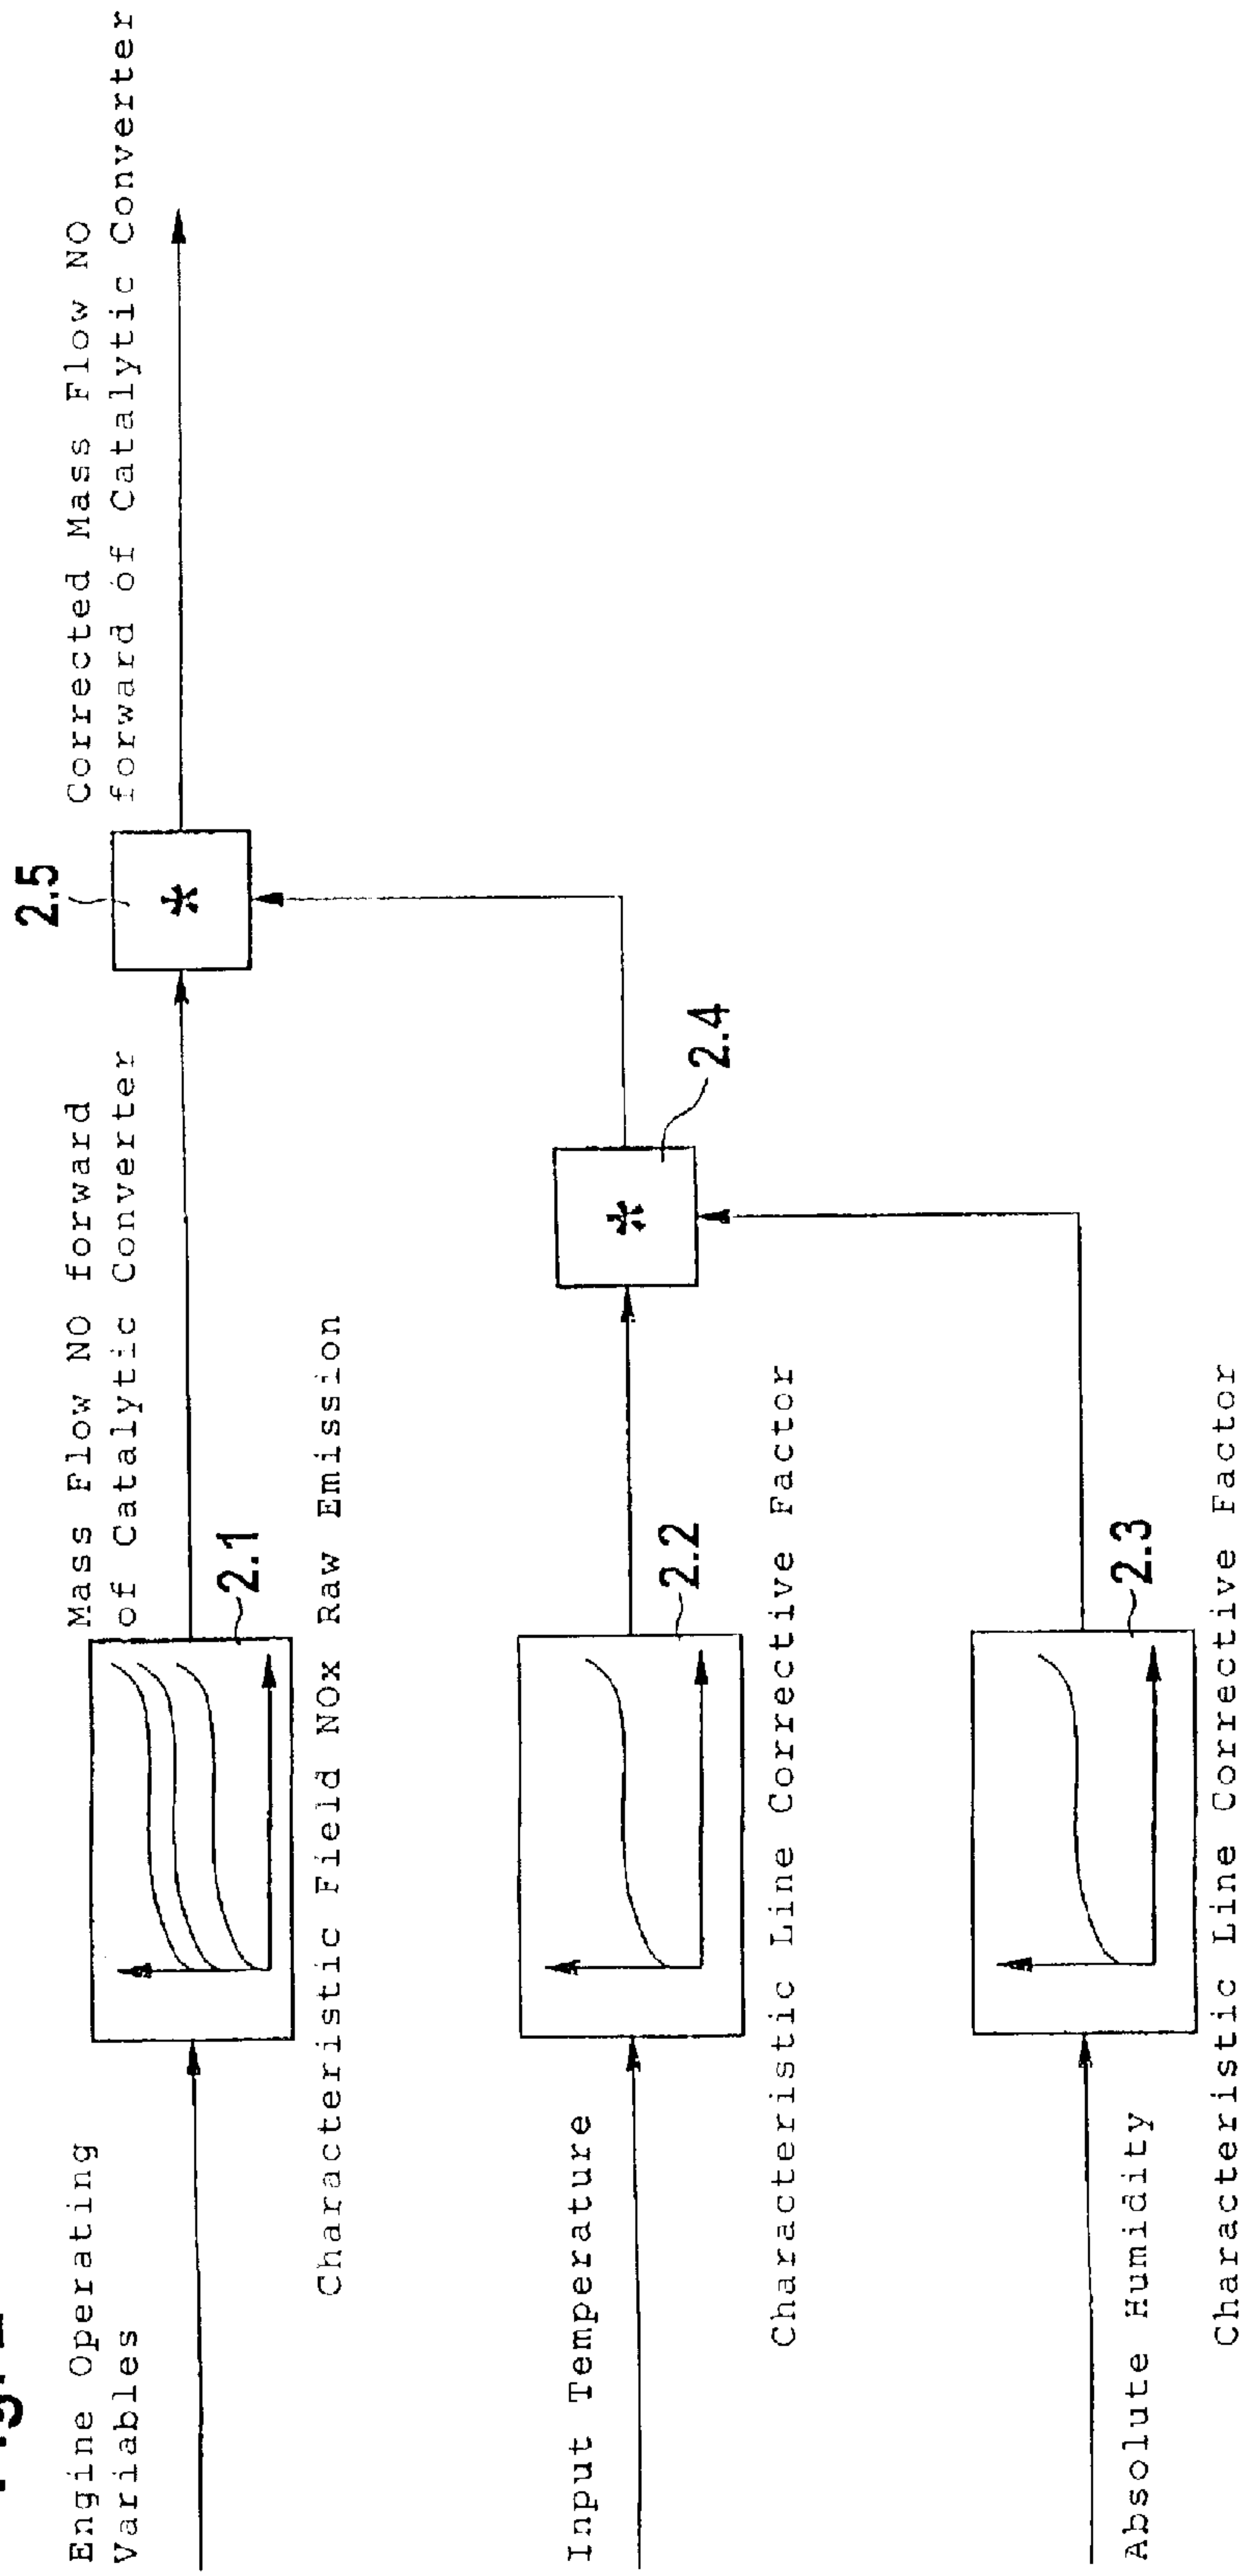 Engine Operating
Variables
Mass Flow NO forward
of Catalytic Converter
2.5
Corrected Mass Flow NO
forward of Catalytic Converter
*
2.1
Characteristic Field NOx Raw Emission
Input Temperature
2.2
*
2.4
Characteristic Line Corrective Factor
Absolute Humidity
2.3
Characteristic Line Corrective Factor